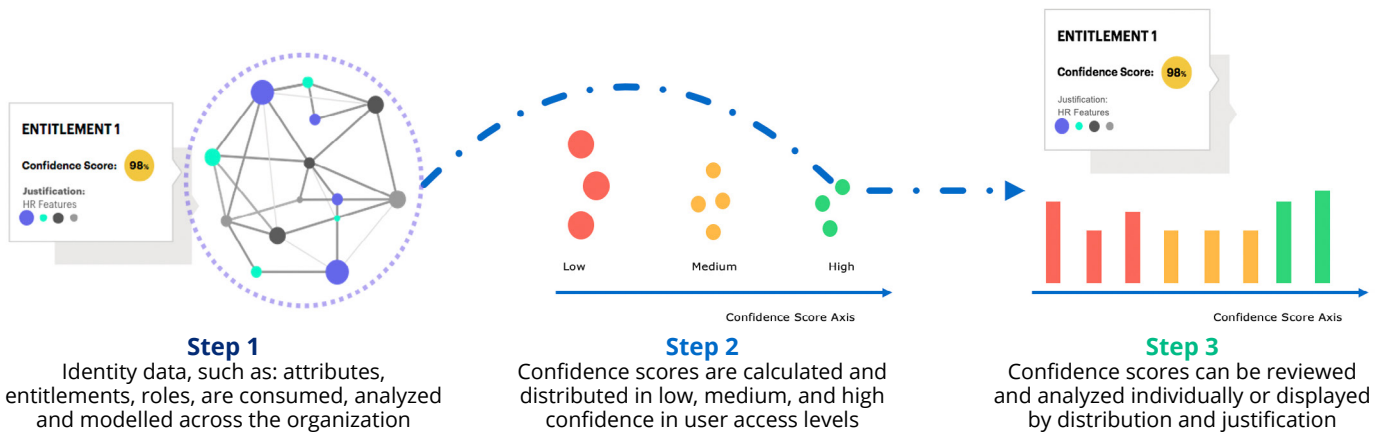 ENTITLEMENT 1
Confidence Score: 98%
Justification:
HR Features
Step 1
Identity data, such as: attributes,
entitlements, roles, are consumed, analyzed
and modelled across the organization
Low Medium High
Confidence Score Axis
Step 2
Confidence scores are calculated and
distributed in low, medium, and high
confidence in user access levels
ENTITLEMENT 1
Confidence Score: 98%
Justification:
HR Features
Confidence Score Axis
Step 3
Confidence scores can be reviewed
and analyzed individually or displayed
by distribution and justification